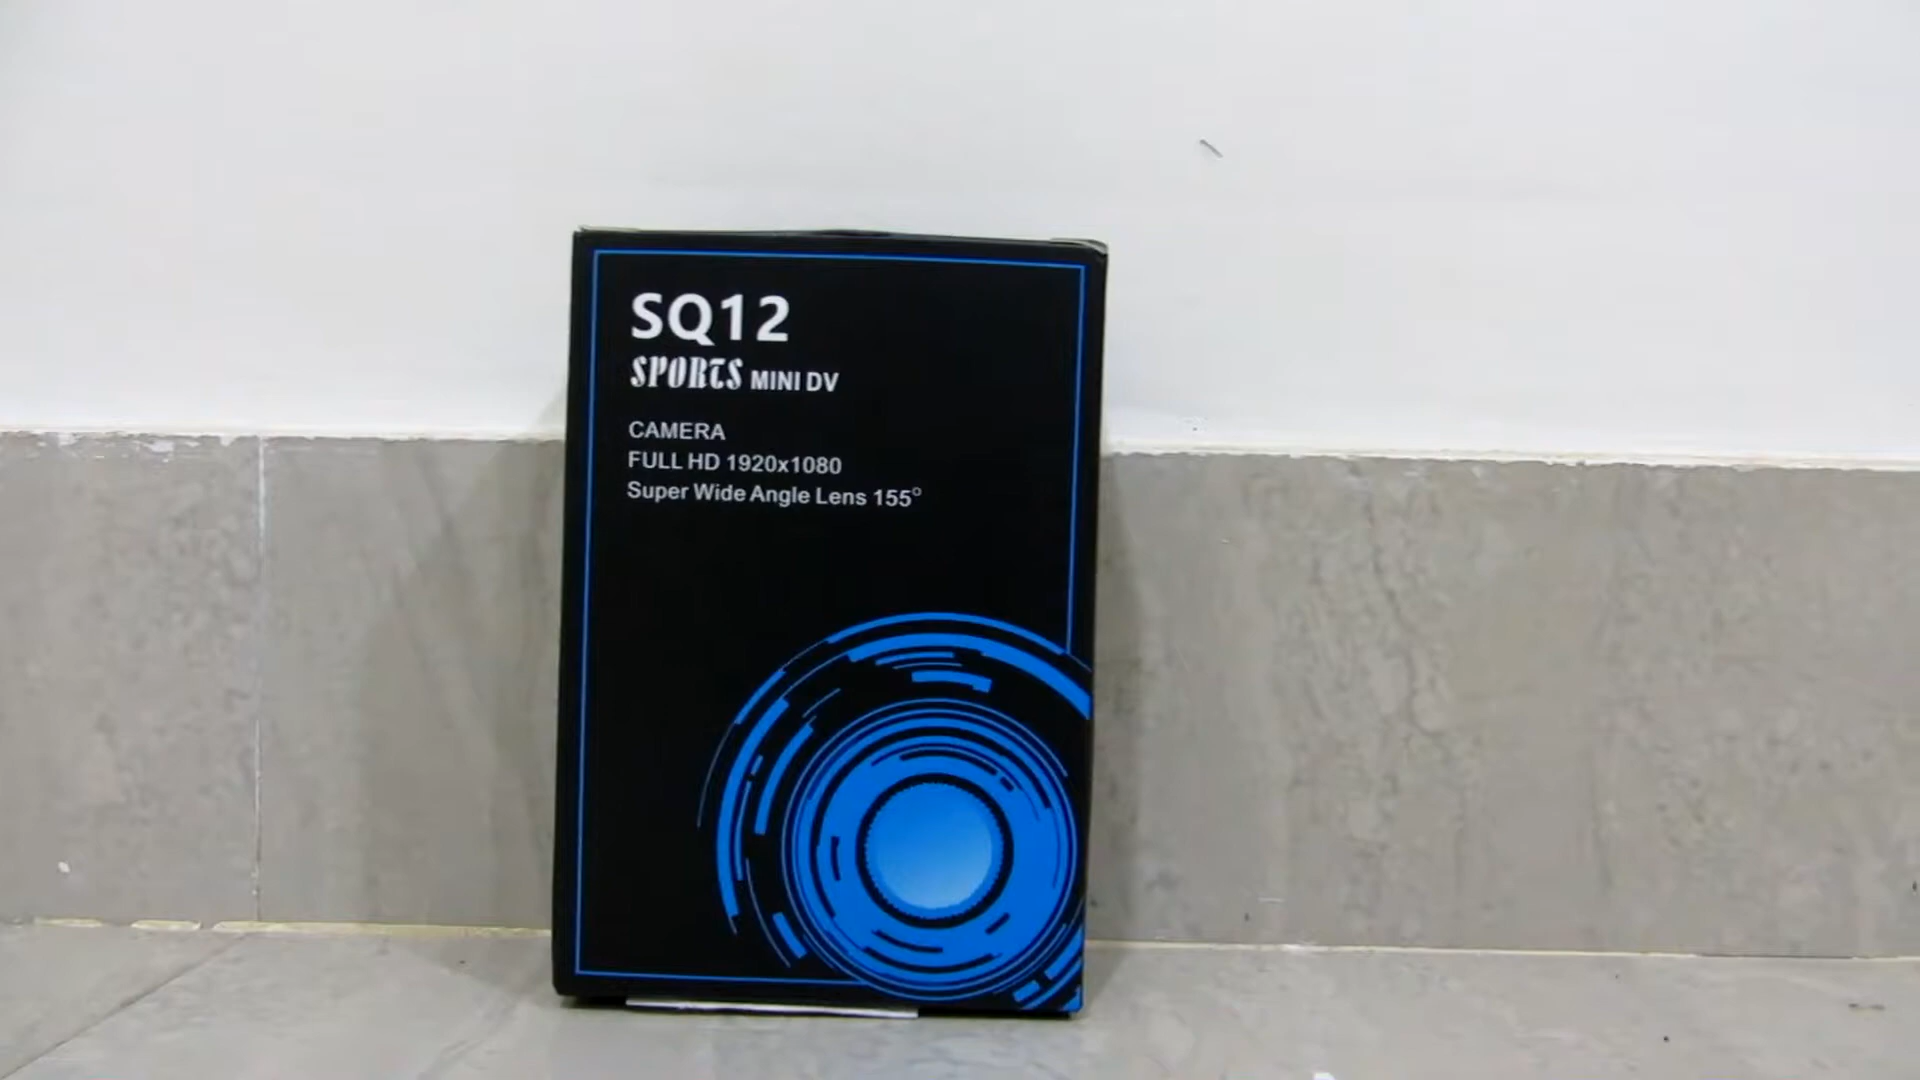 SQ12
SPORTS MINI DV
CAMERA
FULL HD 1920x1080
Super Wide Angle Lens 155°